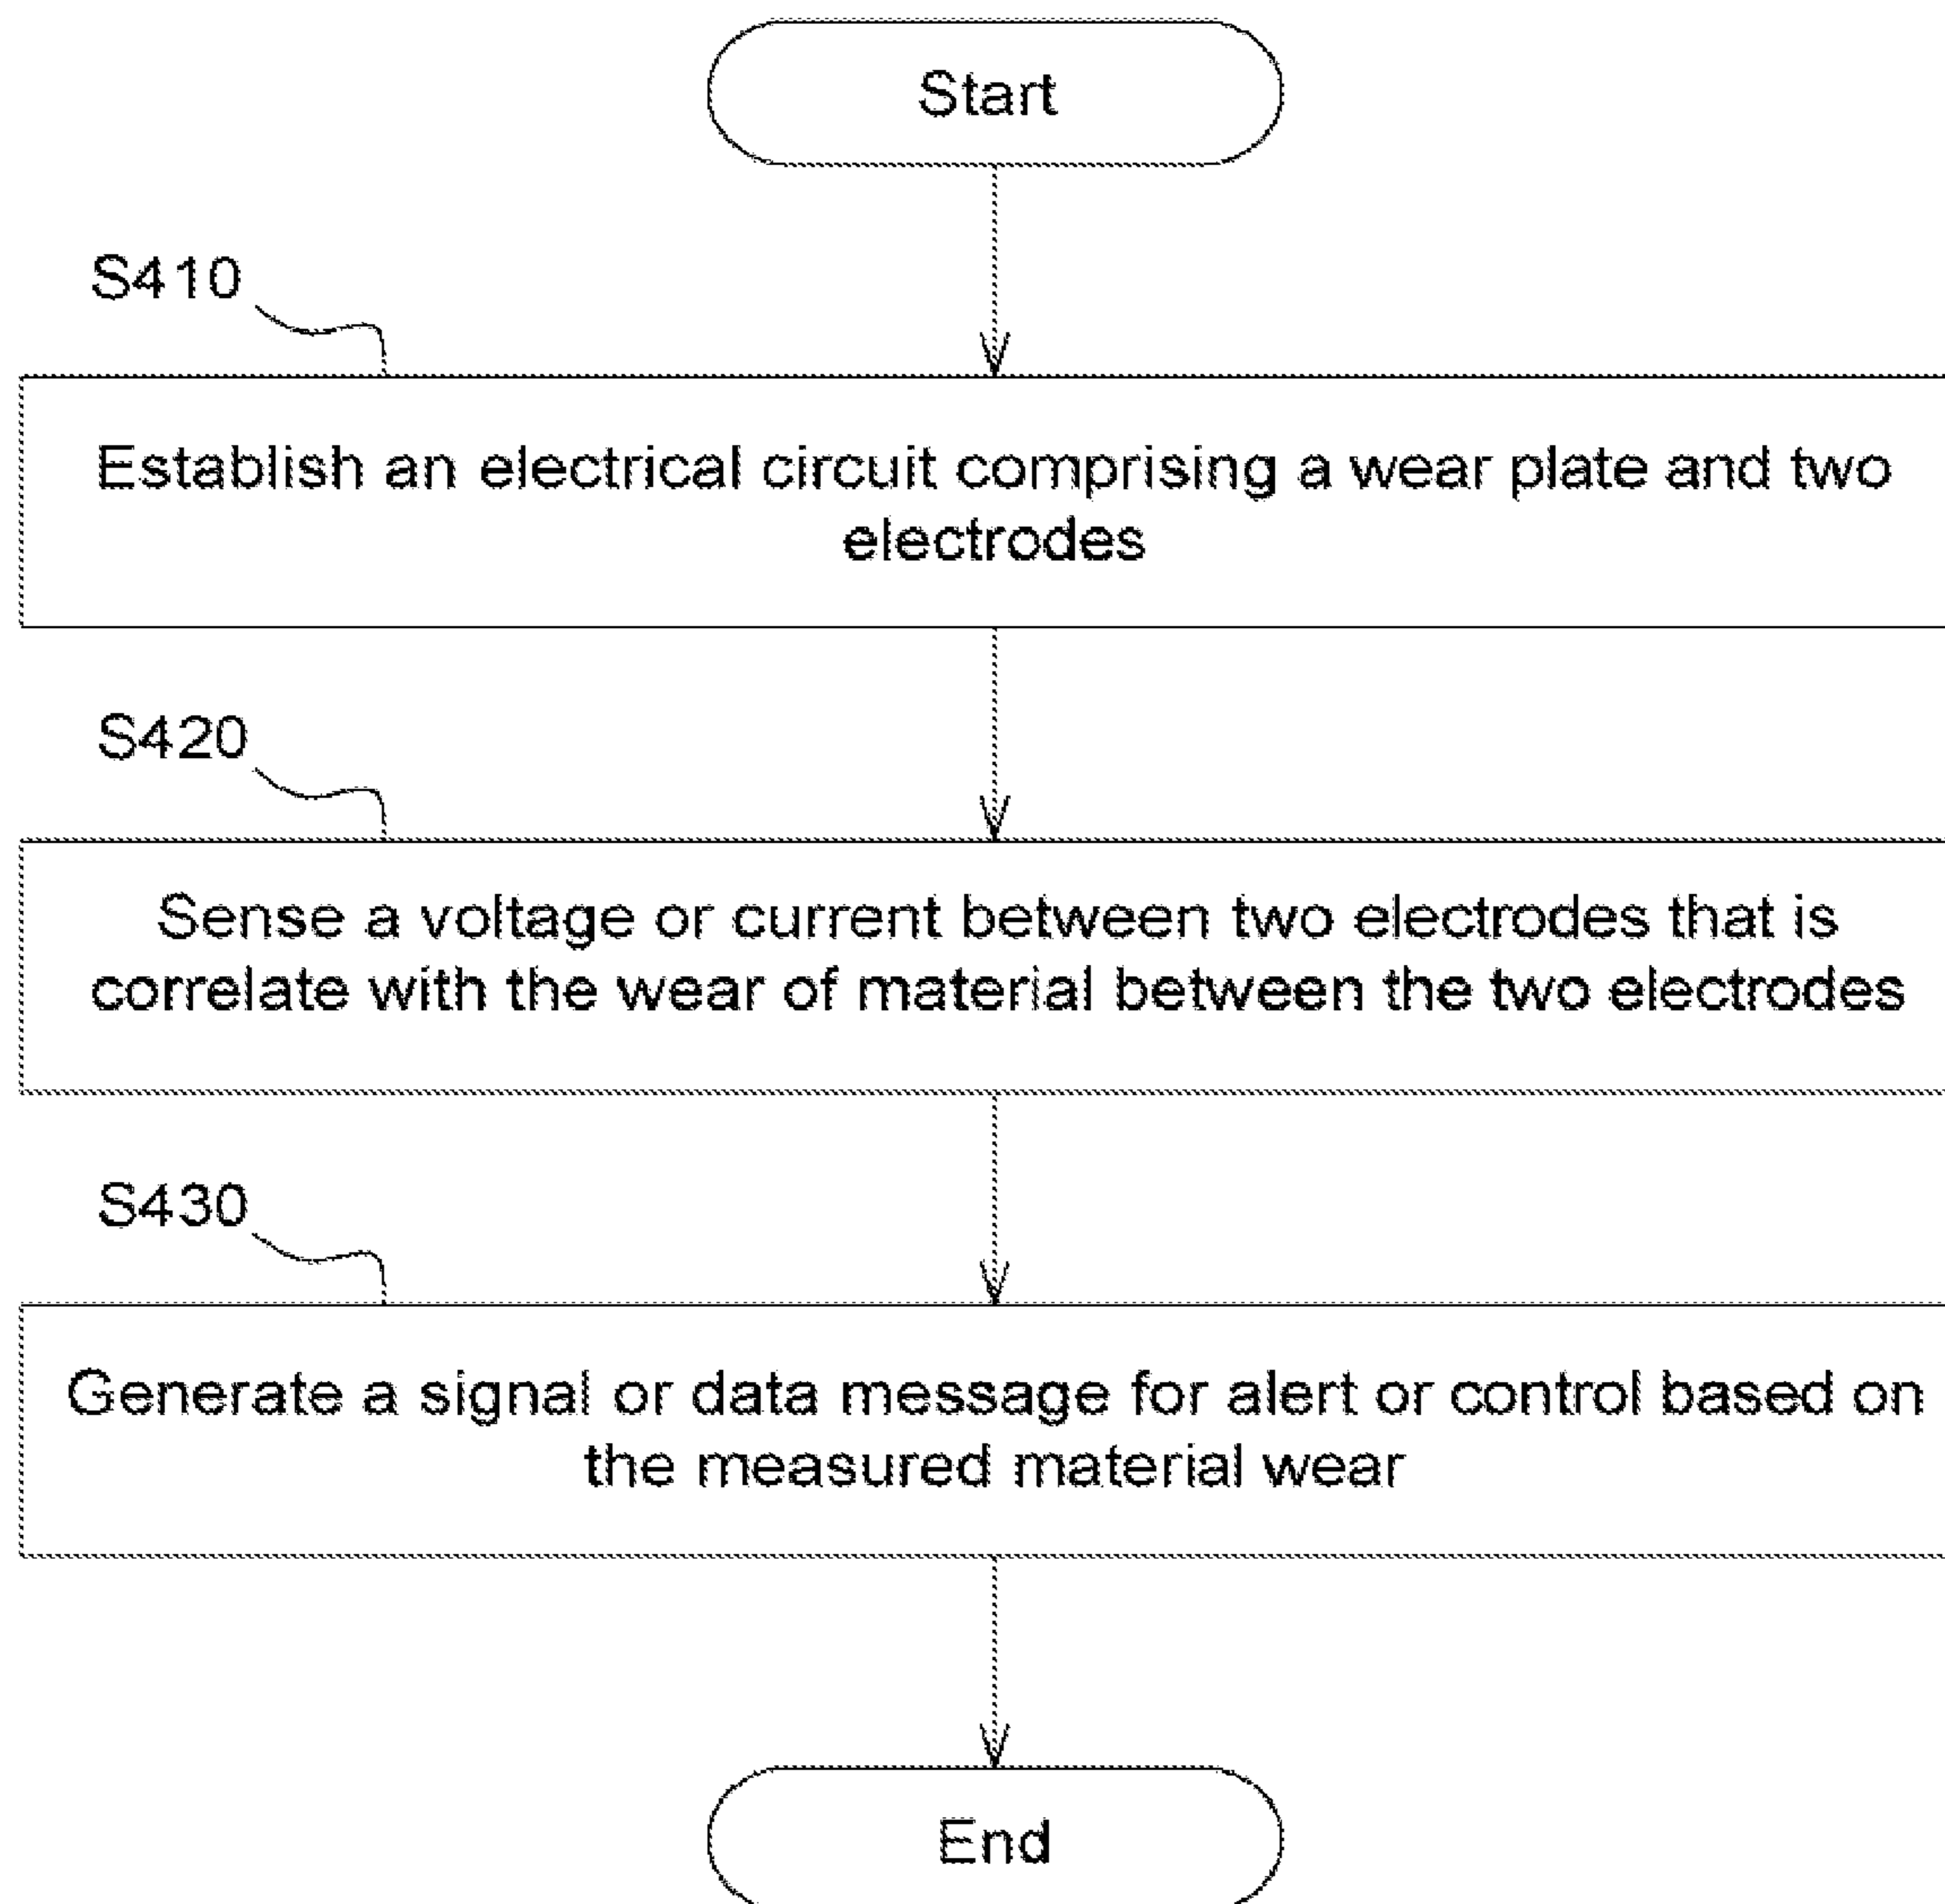 Start
S410
Establish an electrical circuit comprising a wear plate and two
electrodes
S420
Sense a voltage or current between two electrodes that is
correlate with the wear of material between the two electrodes
S430
Generate a signal or data message for alert or control based on
the measured material wear
End